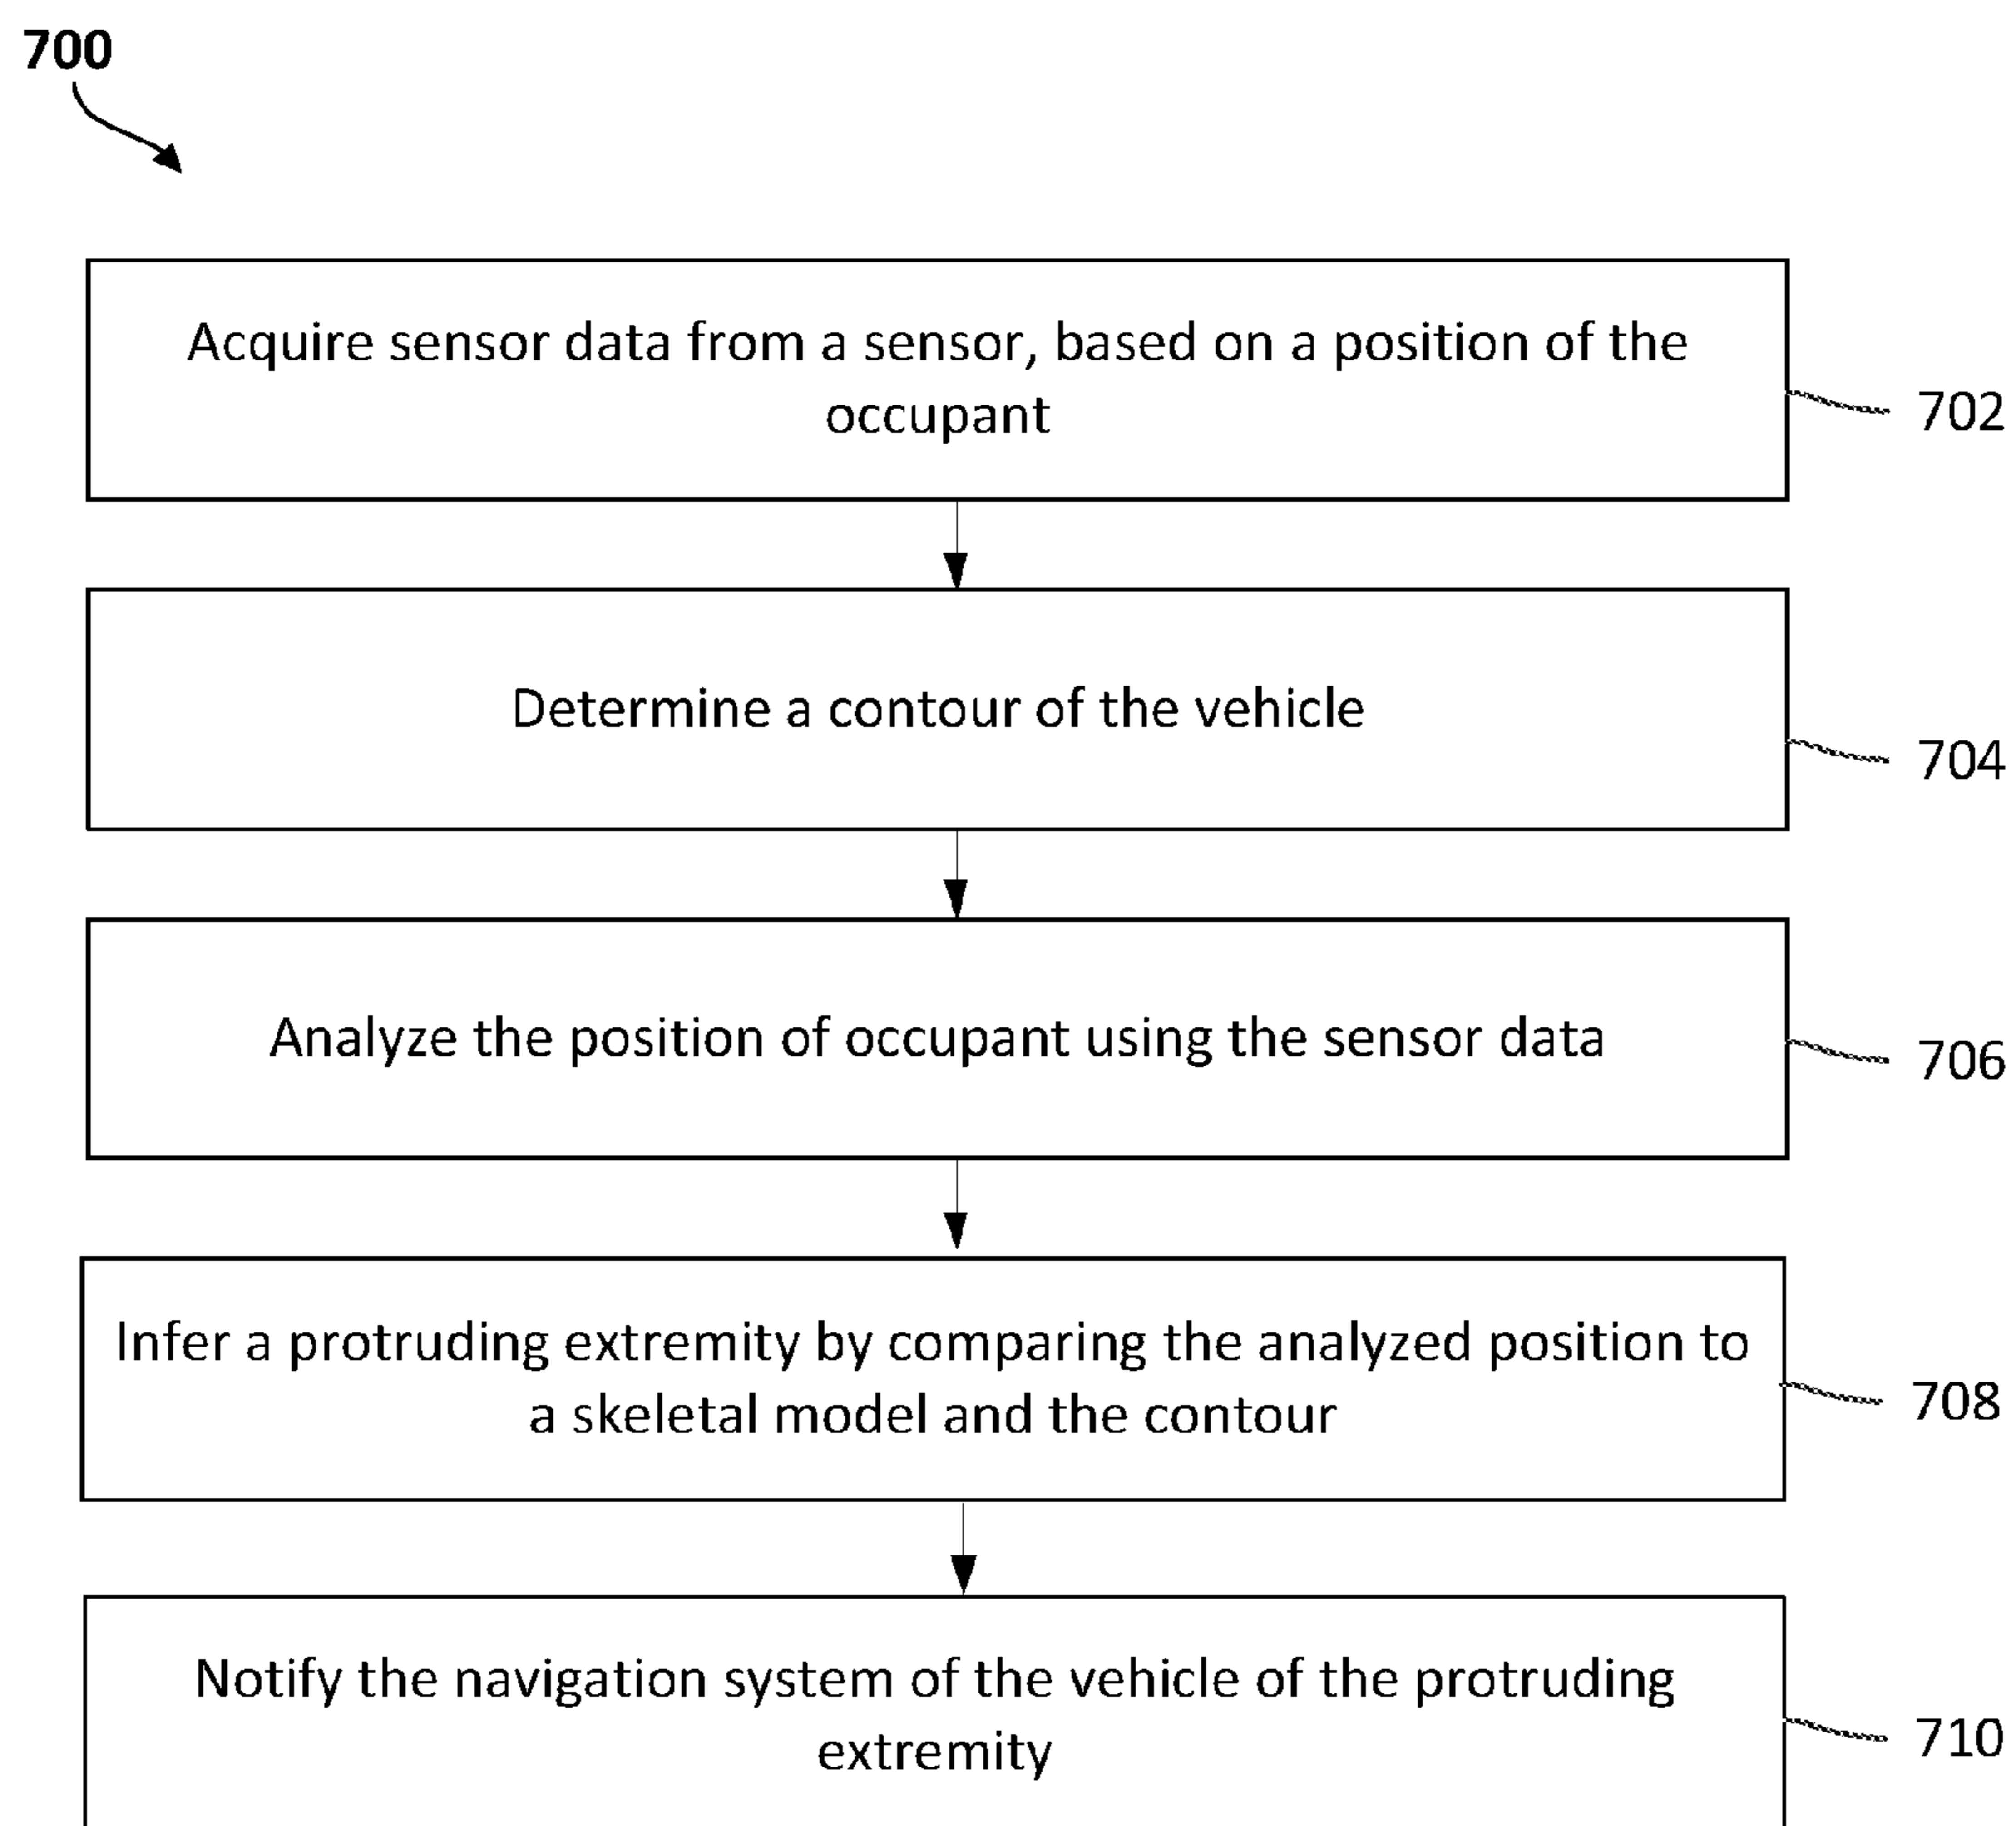 700
Acquire sensor data from a sensor, based on a position of the
occupant
702
Determine a contour of the vehicle
704
Analyze the position of occupant using the sensor data
706
Infer a protruding extremity by comparing the analyzed position to
a skeletal model and the contour
708
Notify the navigation system of the vehicle of the protruding
extremity
710